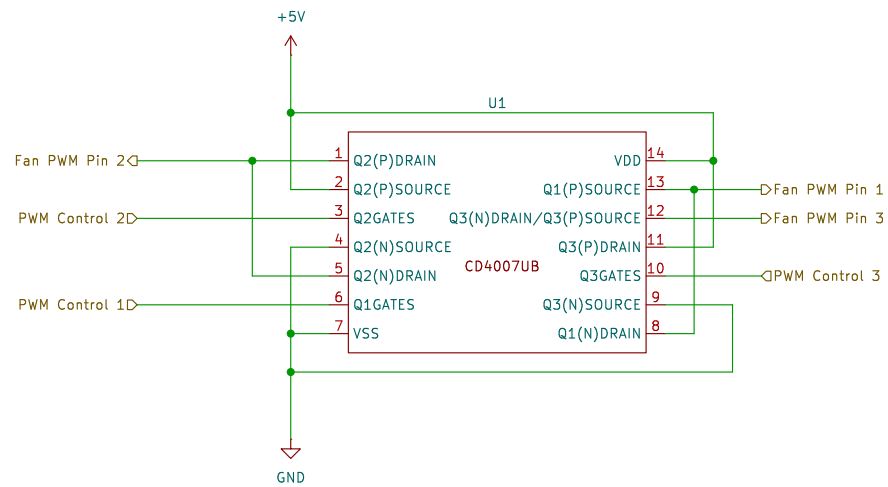 +5V
U1
Fan PWM Pin 2
1 Q2(P)DRAIN
VDD 14
2 Q2(P)SOURCE
Q1(P)SOURCE 13
Fan PWM Pin 1
PWM Control 2
3 Q2GATES
Q3(N)DRAIN/Q3(P)SOURCE 12
Fan PWM Pin 3
4 Q2(N)SOURCE
Q3(P)DRAIN 11
CD4007UB
5 Q2(N)DRAIN
Q3GATES 10
PWM Control 3
PWM Control 1
6 Q1GATES
Q3(N)SOURCE 9
7 VSS
Q1(N)DRAIN 8
GND